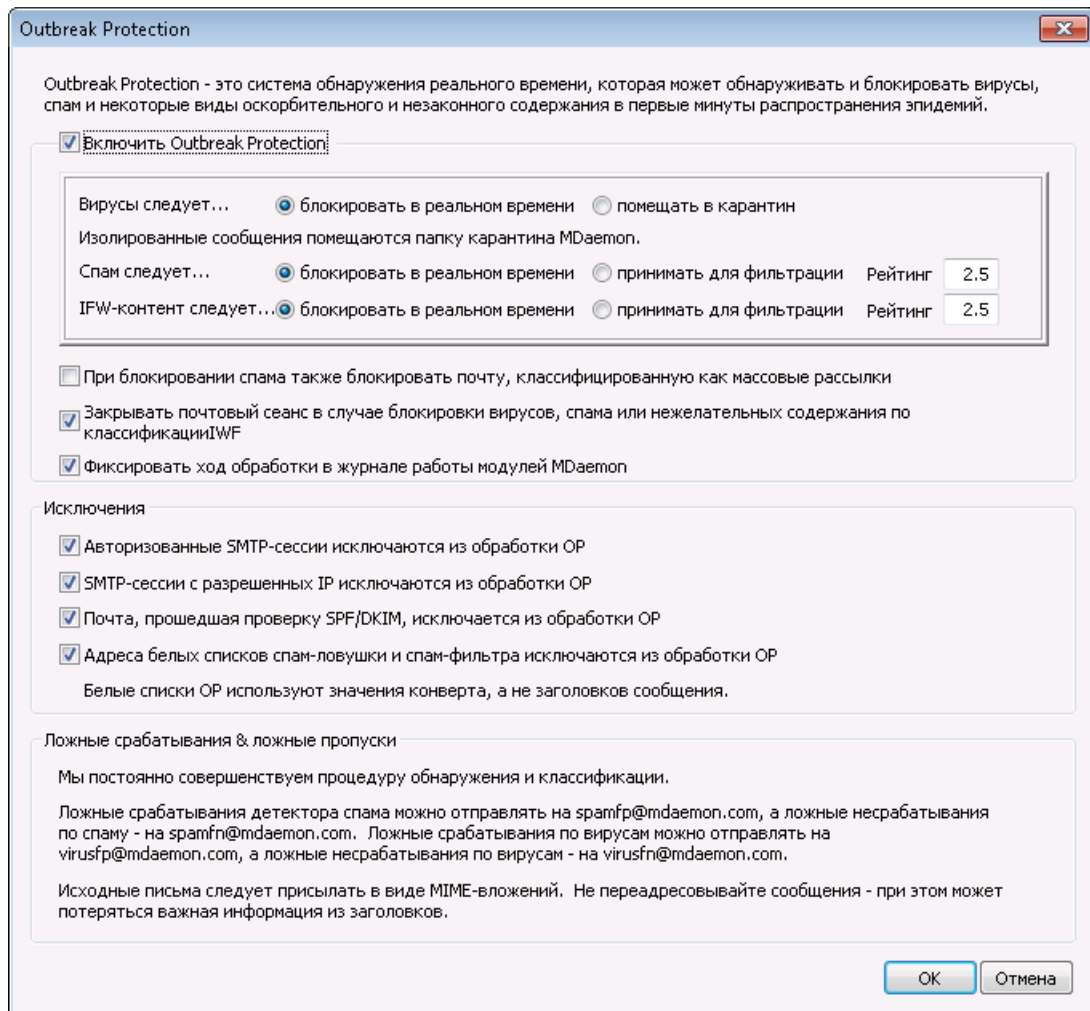 Outbreak Protection
Outbreak Protection - это система обнаружения реального времени, которая может обнаруживать и блокировать вирусы,
спам и некоторые виды оскорбительного и незаконного содержания в первые минуты распространения эпидемий.
Включить Outbreak Protection
Вирусы следует... блокировать в реальном времени помещать в карантин
Изолированные сообщения помещаются папку карантина MDaemon.
Спам следует... блокировать в реальном времени принимать для фильтрации Рейтинг 2.5
IFW-контент следует... блокировать в реальном времени принимать для фильтрации Рейтинг 2.5
При блокировании спама также блокировать почту, классифицированную как массовые рассылки
Закрывать почтовый сеанс в случае блокировки вирусов, спама или нежелательных содержания по
классификацииIWF
Фиксировать ход обработки в журнале работы модулей MDaemon
Исключения
Авторизованные SMTP-сессии исключаются из обработки OP
SMTP-сессии с разрешенных IP исключаются из обработки OP
Почта, прошедшая проверку SPF/DKIM, исключается из обработки OP
Адреса белых списков спам-ловушки и спам-фильтра исключаются из обработки OP
Белые списки OP используют значения конверта, а не заголовков сообщения.
Ложные срабатывания & ложные пропуски
Мы постоянно совершенствуем процедуру обнаружения и классификации.
Ложные срабатывания детектора спама можно отправлять на spamfp@mdaemon.com, а ложные несрабатывания
по спаму - на spamfn@mdaemon.com. Ложные срабатывания по вирусам можно отправлять на
virusfp@mdaemon.com, а ложные несрабатывания по вирусам - на virusfn@mdaemon.com.
Исходные письма следует присылать в виде MIME-вложений. Не переадресовывайте сообщения - при этом может
потеряться важная информация из заголовков.
OK Отмена